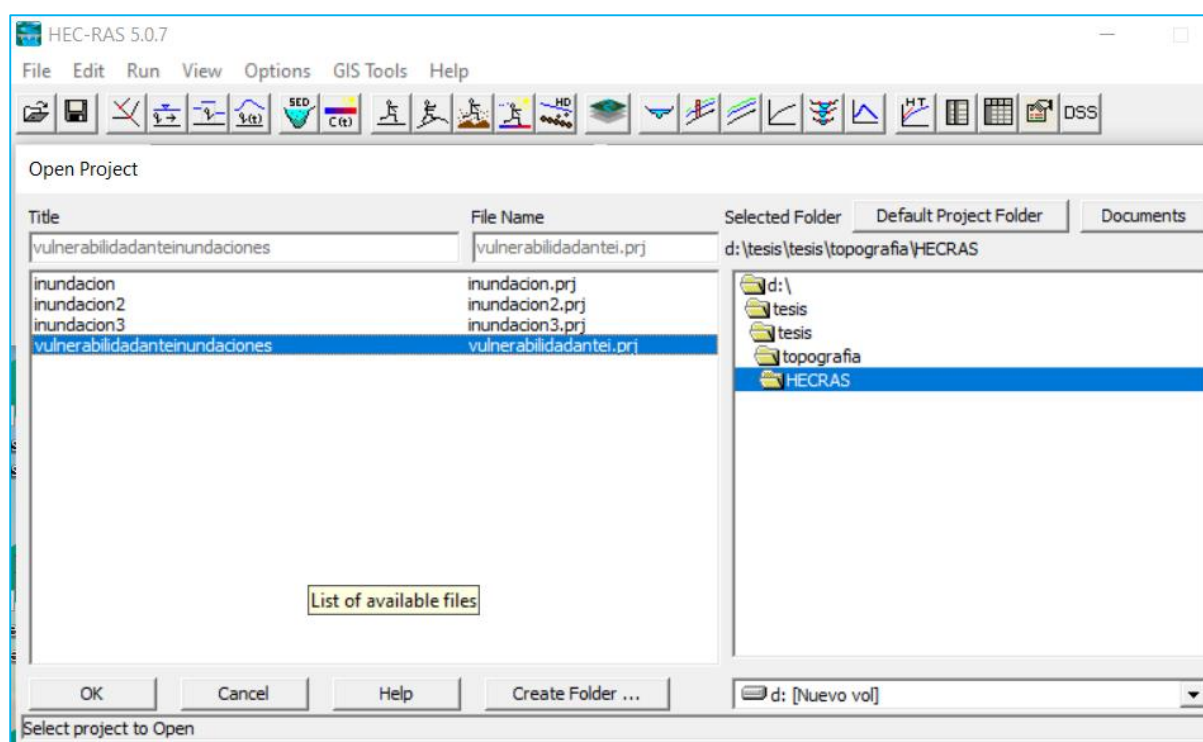 HEC-RAS 5.0.7
File Edit Run View Options GIS Tools Help
SED C(t) HD HT DSS
Open Project
Title File Name Selected Folder Default Project Folder Documents
vulnerabilidadanteinundaciones vulnerabilidadantei.prj d:\tesis\tesis\topografia\HECRAS
inundacion inundacion.prj d:\
inundacion2 inundacion2.prj tesis
inundacion3 inundacion3.prj tesis
vulnerabilidadanteinundaciones vulnerabilidadantei.prj topografia
HECRAS
List of available files
OK Cancel Help Create Folder ... d: [Nuevo vol]
Select project to Open